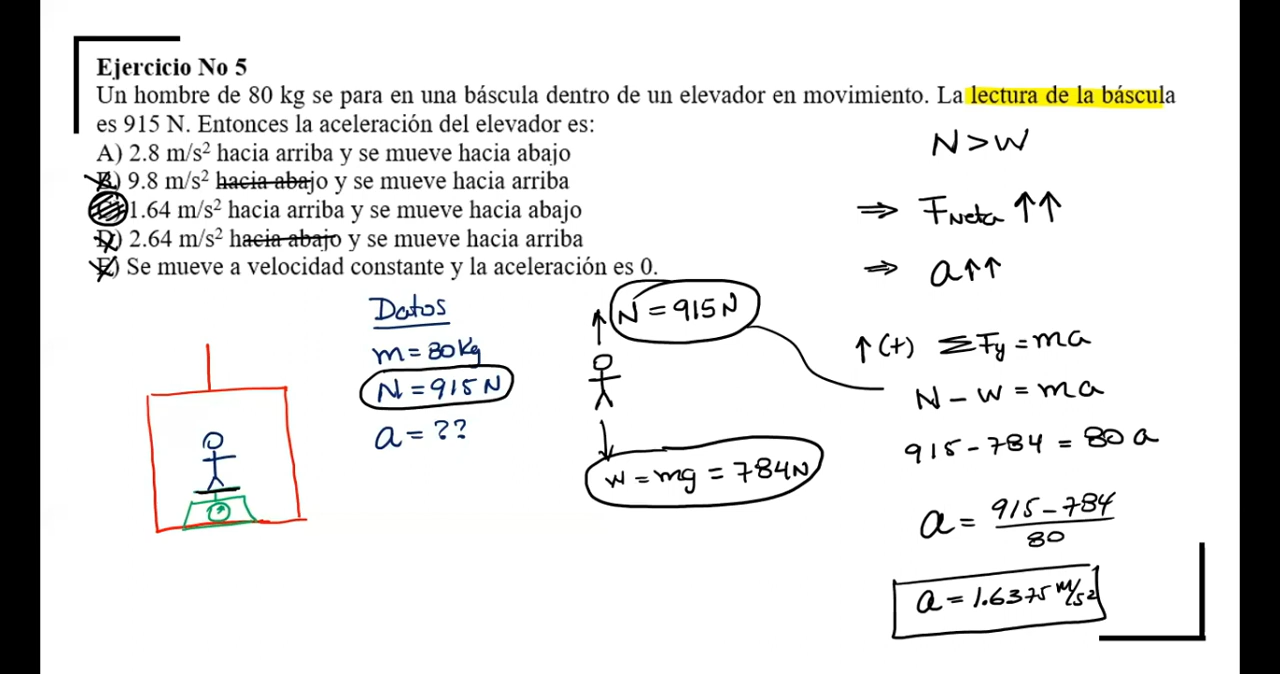 Ejercicio No 5
Un hombre de 80 kg se para en una báscula dentro de un elevador en movimiento. La lectura de la báscula
es 915 N. Entonces la aceleración del elevador es:
A) 2.8 m/s² hacia arriba y se mueve hacia abajo
B) 9.8 m/s² hacia abajo y se mueve hacia arriba
C) 1.64 m/s² hacia arriba y se mueve hacia abajo
D) 2.64 m/s² hacia abajo y se mueve hacia arriba
E) Se mueve a velocidad constante y la aceleración es 0.
Datos
m = 80 Kg
N = 915 N
a = ??
N = 915 N
w = mg = 784 N
N > W
⇒ FNeta ↑↑
⇒ a ↑↑
↑ (+) ΣFy = ma
N - W = ma
915 - 784 = 80 a
a = 915 - 784
80
a = 1.6375 m/s²